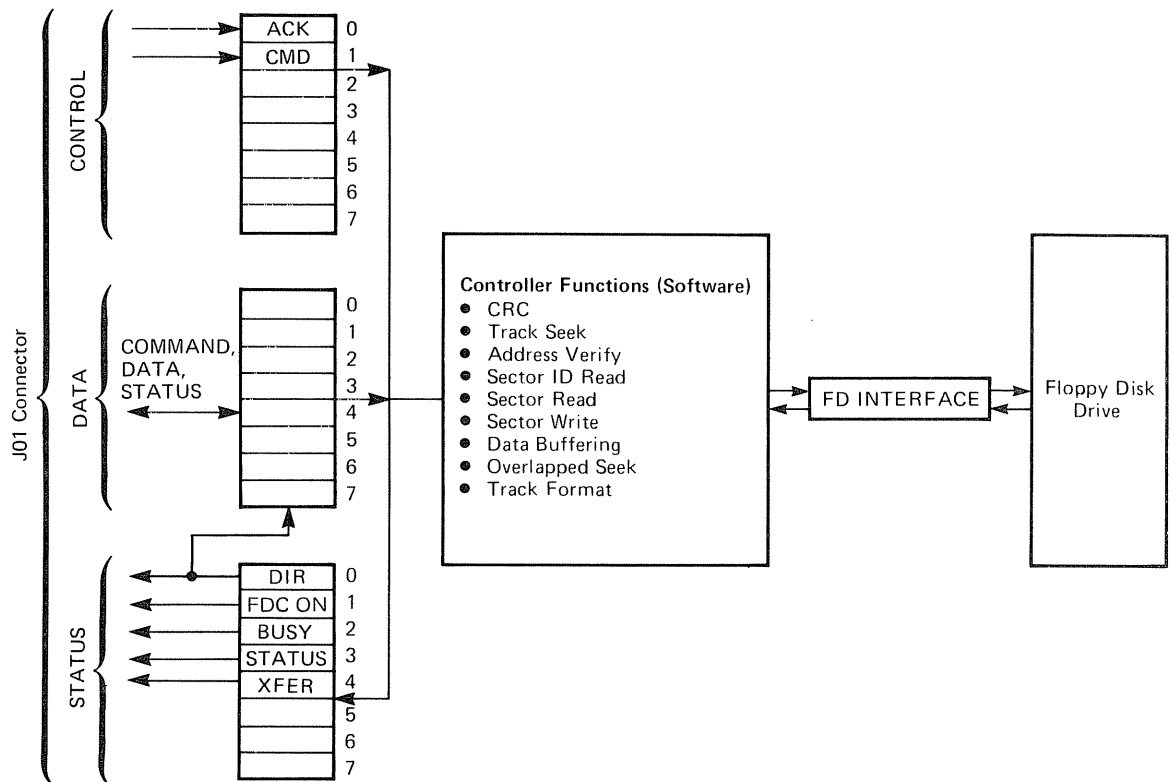 J01 Connector
CONTROL
ACK 0
CMD 1
2
3
4
5
6
7
DATA
COMMAND,
DATA,
STATUS
0
1
2
3
4
5
6
7
STATUS
DIR 0
FDC ON 1
BUSY 2
STATUS 3
XFER 4
5
6
7
Controller Functions (Software)
● CRC
● Track Seek
● Address Verify
● Sector ID Read
● Sector Read
● Sector Write
● Data Buffering
● Overlapped Seek
● Track Format
FD INTERFACE
Floppy Disk
Drive